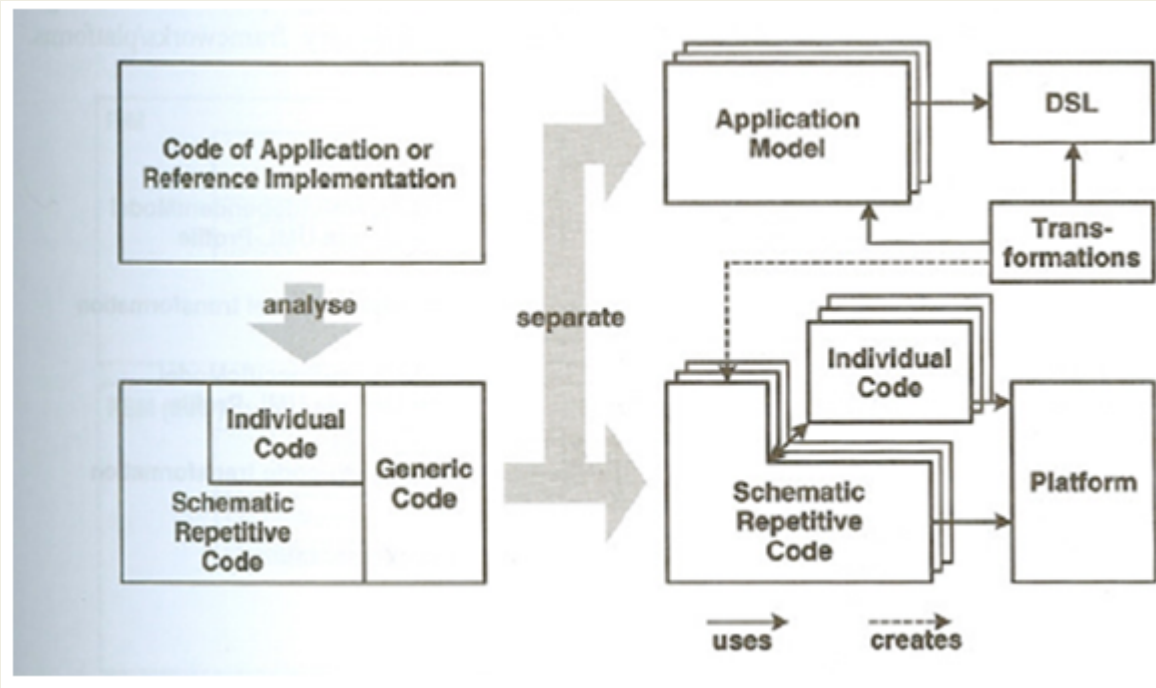 Code of Application or
Reference Implementation
analyse
Individual
Code
Schematic
Repetitive
Code
Generic
Code
separate
Application
Model
DSL
Trans-
formations
Individual
Code
Schematic
Repetitive
Code
Platform
uses
creates